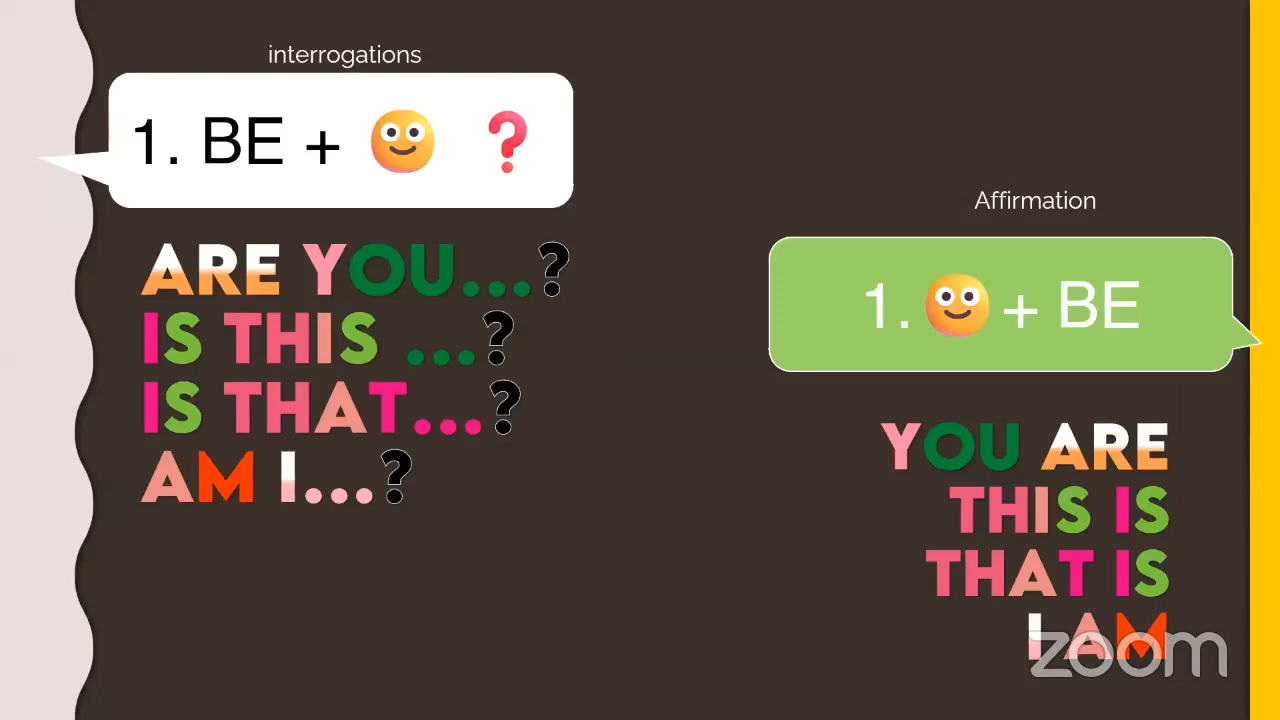 interrogations
1. BE + 🙂 ❓
ARE YOU...?
IS THIS ...?
IS THAT...?
AM I...?
Affirmation
1. 🙂 + BE
YOU ARE
THIS IS
THAT IS
I AM
zoom